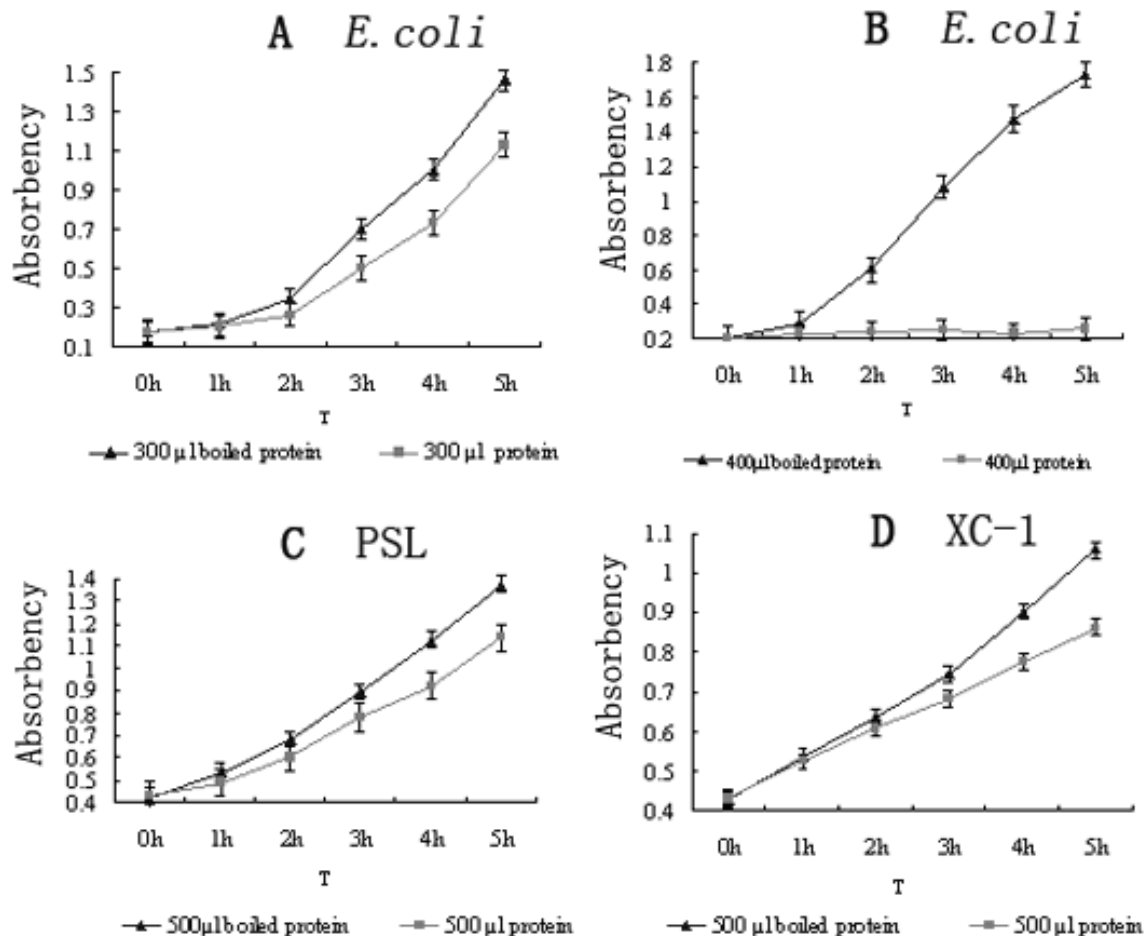 A E. coli
Absorbency
1.5
1.3
1.1
0.9
0.7
0.5
0.3
0.1
0h 1h 2h 3h 4h 5h
T
300 µl boiled protein 300 µl protein
B E. coli
Absorbency
1.8
1.6
1.4
1.2
1
0.8
0.6
0.4
0.2
0h 1h 2h 3h 4h 5h
T
400µl boiled protein 400µl protein
C PSL
Absorbency
1.4
1.3
1.2
1.1
1
0.9
0.8
0.7
0.6
0.5
0.4
0h 1h 2h 3h 4h 5h
T
500µl boiled protein 500 µl protein
D XC-1
Absorbency
1.1
1
0.9
0.8
0.7
0.6
0.5
0.4
0h 1h 2h 3h 4h 5h
T
500 µl boiled protein 500 µl protein